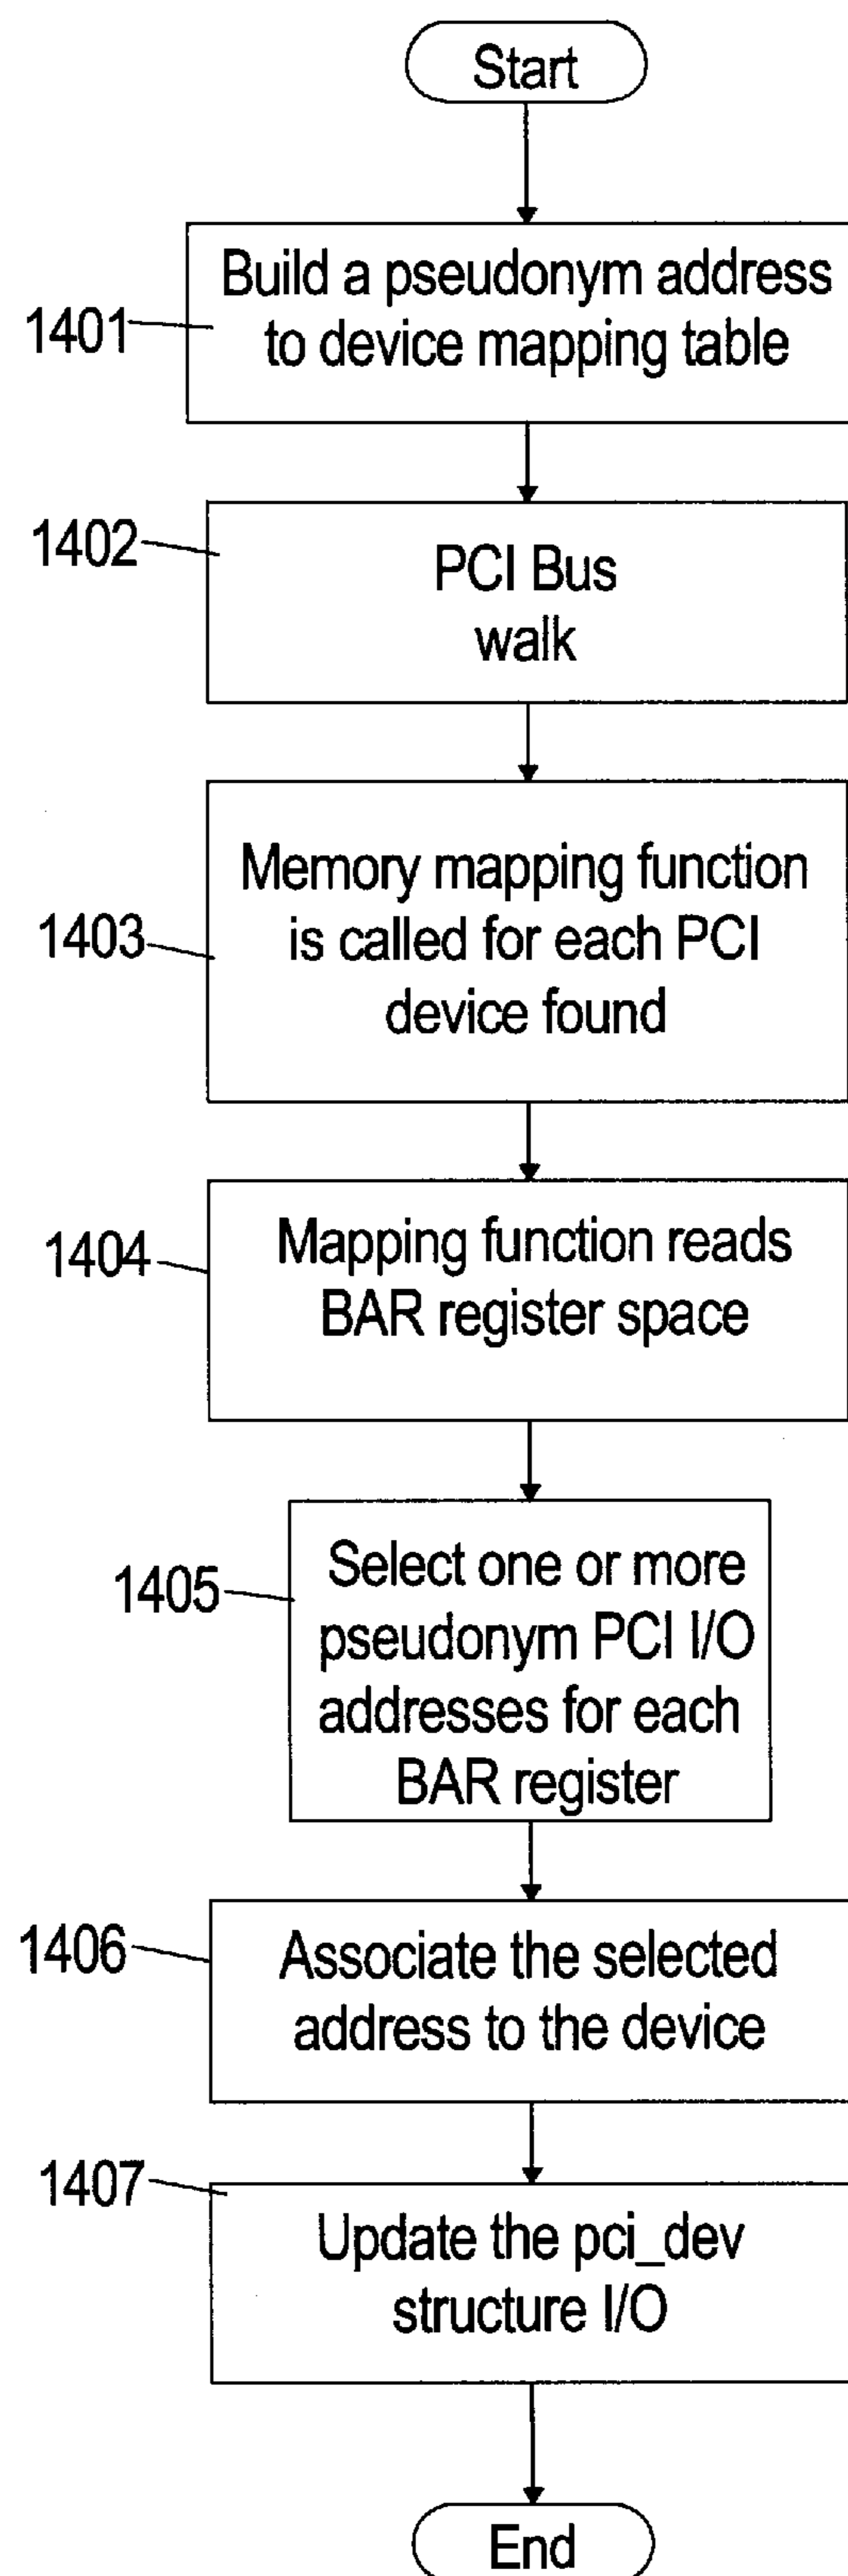 Start
1401
Build a pseudonym address
to device mapping table
1402
PCI Bus
walk
1403
Memory mapping function
is called for each PCI
device found
1404
Mapping function reads
BAR register space
1405
Select one or more
pseudonym PCI I/O
addresses for each
BAR register
1406
Associate the selected
address to the device
1407
Update the pci_dev
structure I/O
End